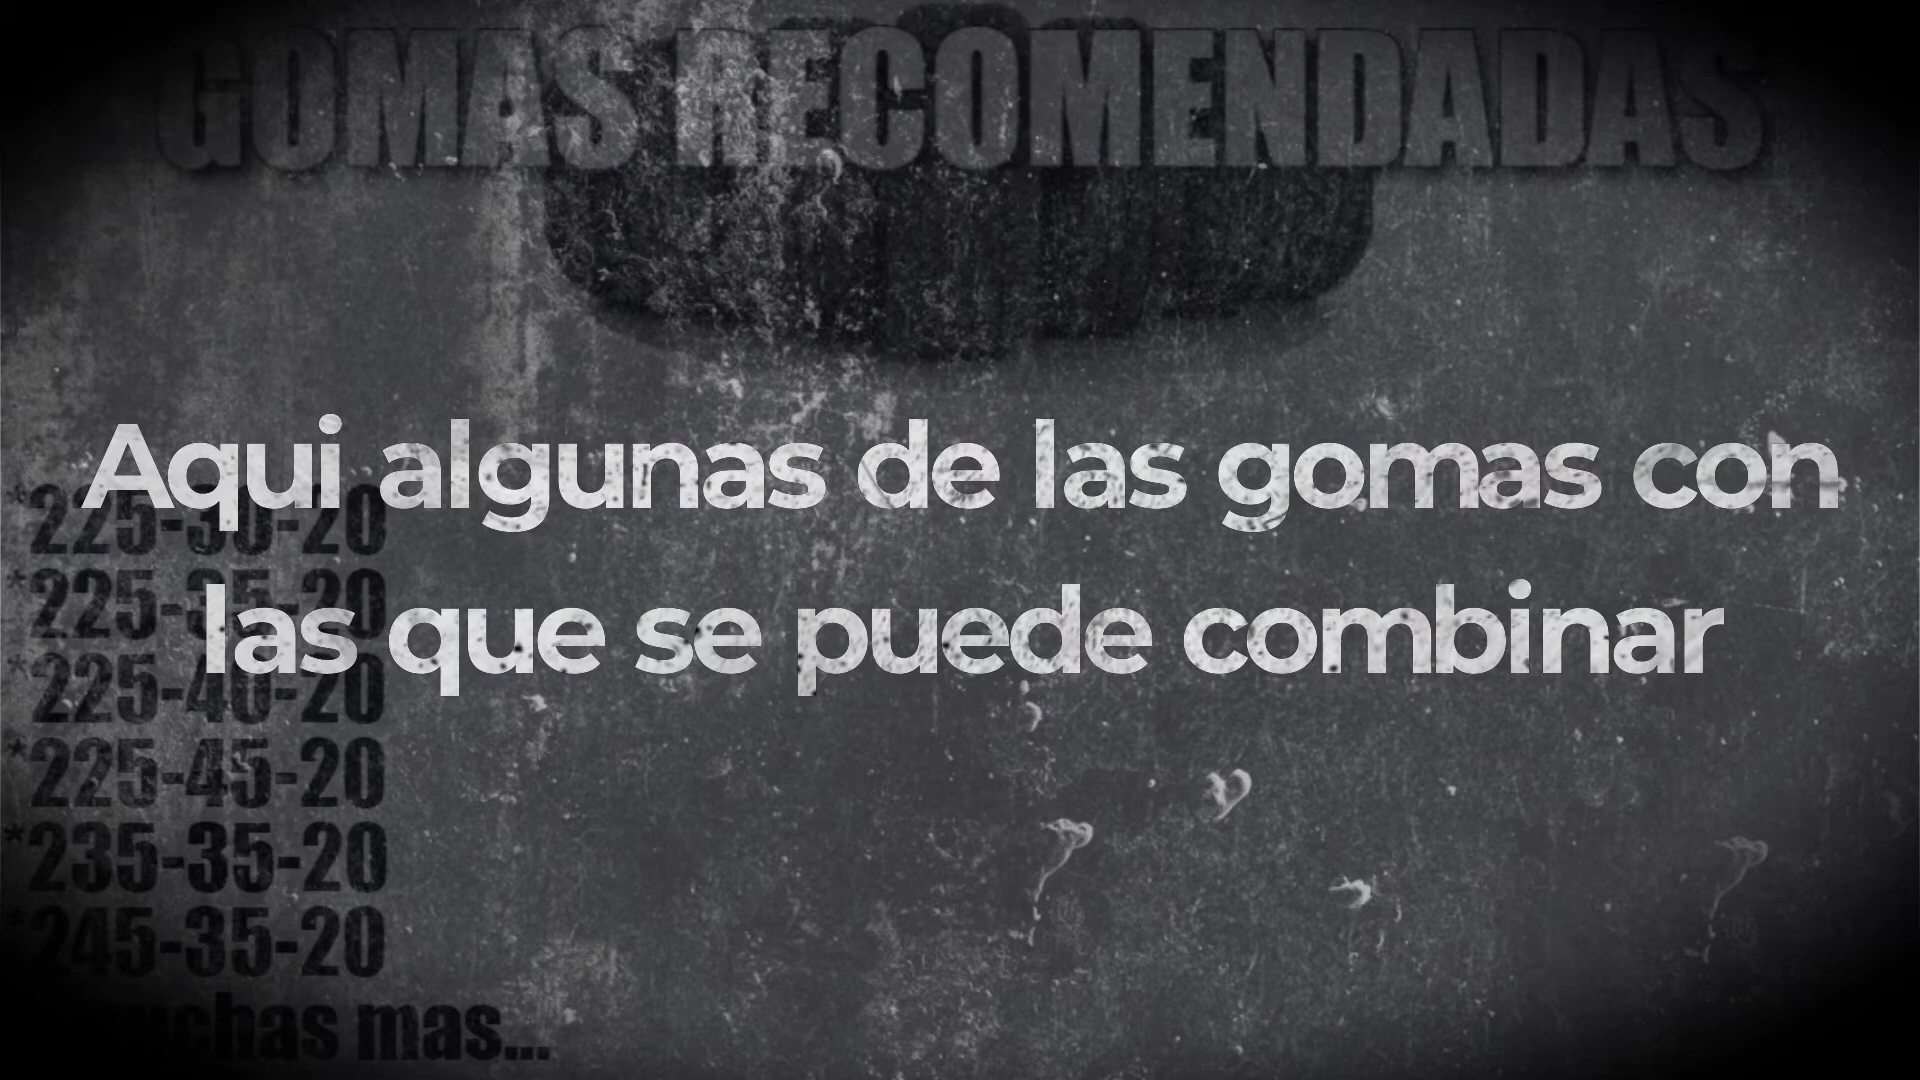 GOMAS RECOMENDADAS
Aqui algunas de las gomas con
las que se puede combinar
*225-30-20
*225-35-20
*225-40-20
*225-45-20
*235-35-20
*245-35-20
mas...